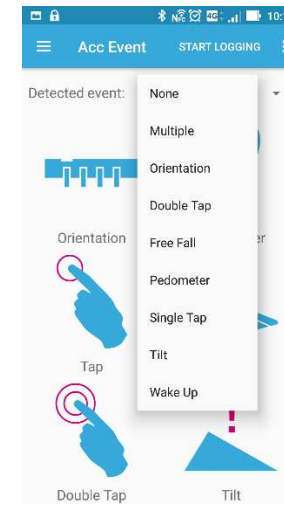 10:
Acc Event START LOGGING
Detected event: None
Multiple
Orientation
Double Tap
Free Fall
Pedometer
Single Tap
Tilt
Wake Up
Orientation
Tap
Double Tap Tilt